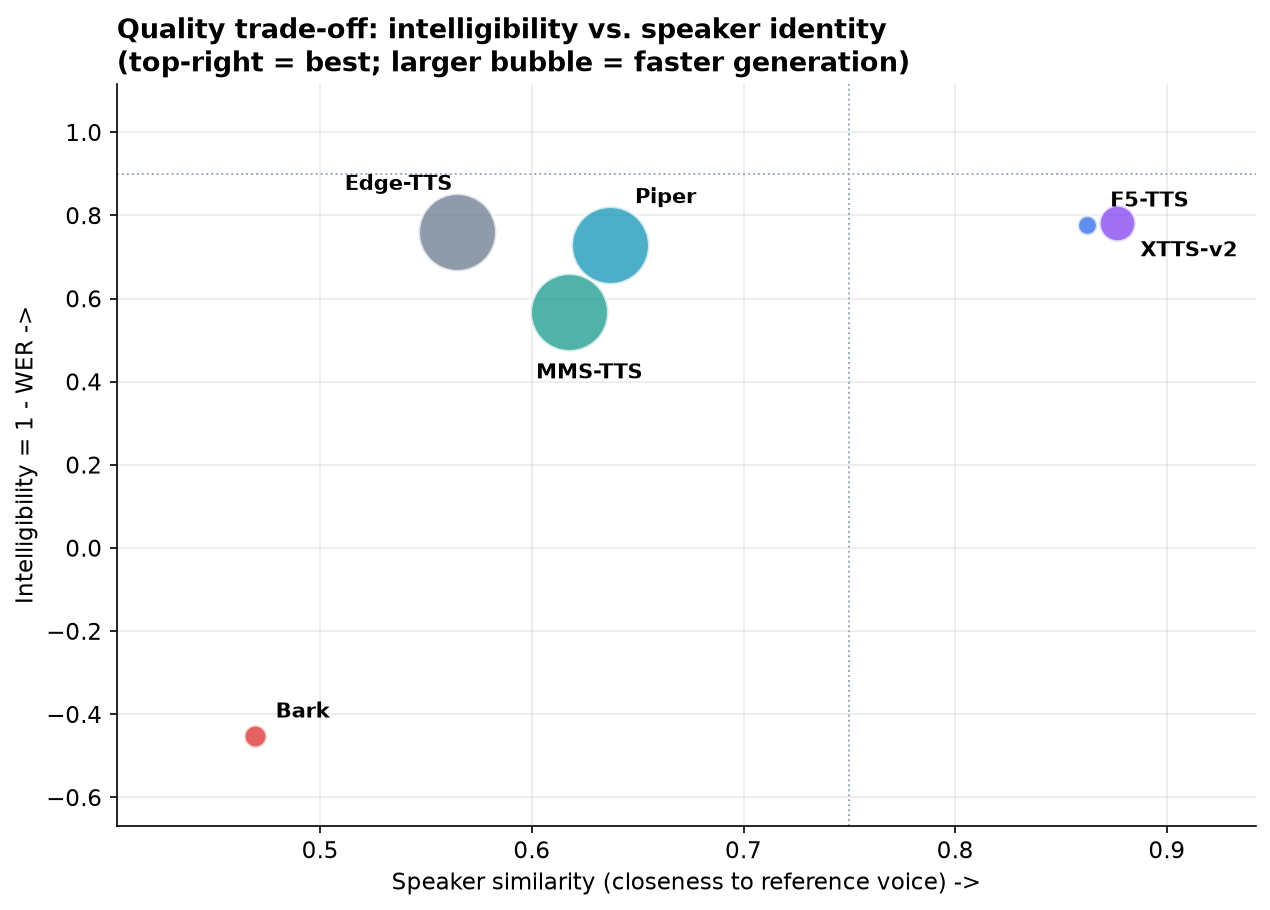 Quality trade-off: intelligibility vs. speaker identity
(top-right = best; larger bubble = faster generation)
Intelligibility = 1 - WER ->
1.0
0.8
0.6
0.4
0.2
0.0
−0.2
−0.4
−0.6
Edge-TTS
Piper
F5-TTS
XTTS-v2
MMS-TTS
Bark
0.5
0.6
0.7
0.8
0.9
Speaker similarity (closeness to reference voice) ->